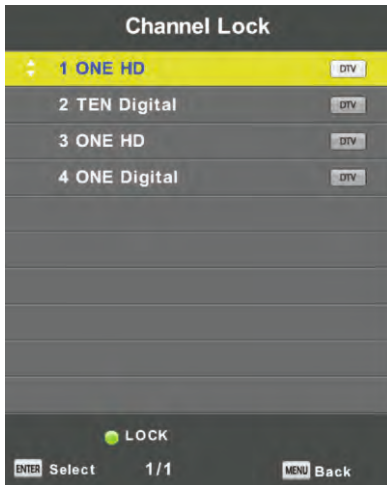 Channel Lock
1 ONE HD DTV
2 TEN Digital DTV
3 ONE HD DTV
4 ONE Digital DTV
LOCK
ENTER Select 1/1 MENU Back